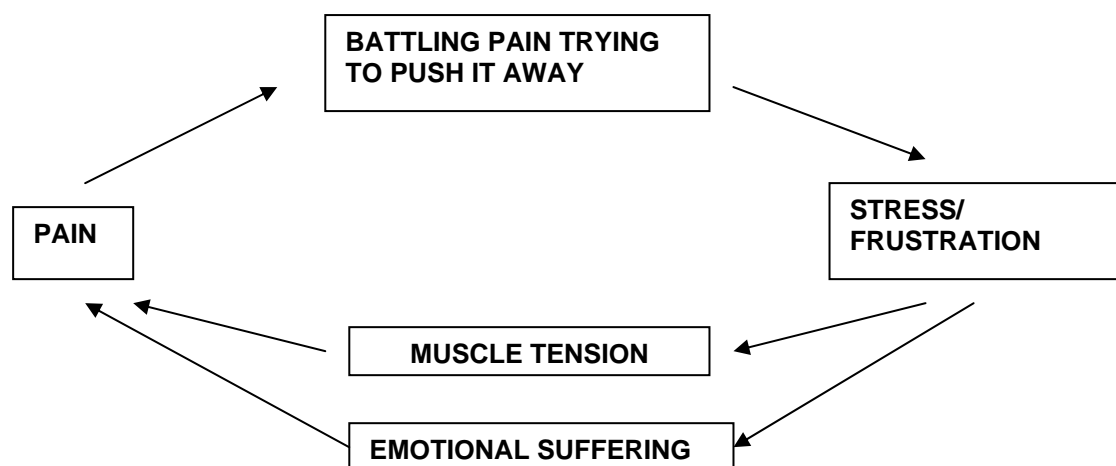 BATTLING PAIN TRYING
TO PUSH IT AWAY
PAIN
STRESS/
FRUSTRATION
MUSCLE TENSION
EMOTIONAL SUFFERING